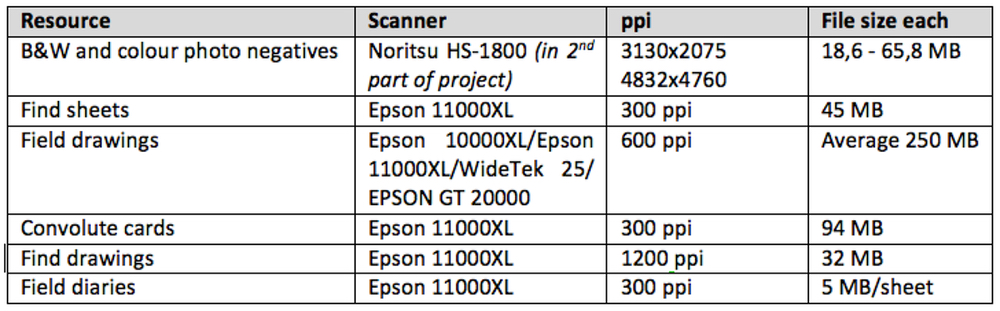 Resource Scanner ppi File size each
B&W and colour photo negatives Noritsu HS-1800 (in 2nd 3130x2075 18,6 - 65,8 MB
part of project) 4832x4760
Find sheets Epson 11000XL 300 ppi 45 MB
Field drawings Epson 10000XL/Epson 600 ppi Average 250 MB
11000XL/WideTek 25/
EPSON GT 20000
Convolute cards Epson 11000XL 300 ppi 94 MB
Find drawings Epson 11000XL 1200 ppi 32 MB
Field diaries Epson 11000XL 300 ppi 5 MB/sheet